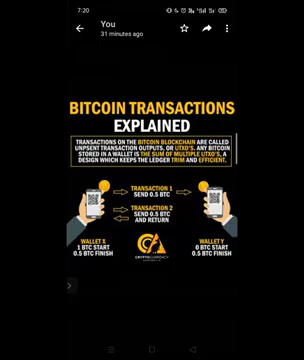 7:20
You
31 minutes ago
BITCOIN TRANSACTIONS
EXPLAINED
TRANSACTIONS ON THE BITCOIN BLOCKCHAIN ARE CALLED
UNSPENT TRANSACTION OUTPUTS, OR UTXO'S. ANY BITCOIN
STORED IN A WALLET IS THE SUM OF MULTIPLE UTXO'S, A
DESIGN WHICH KEEPS THE LEDGER TRIM AND EFFICIENT.
TRANSACTION 1
SEND 0.5 BTC
TRANSACTION 2
SEND 0.5 BTC
AND RETURN
WALLET X
1 BTC START
0.5 BTC FINISH
CRYPTOCURRENCY
WALLET Y
0 BTC START
0.5 BTC FINISH